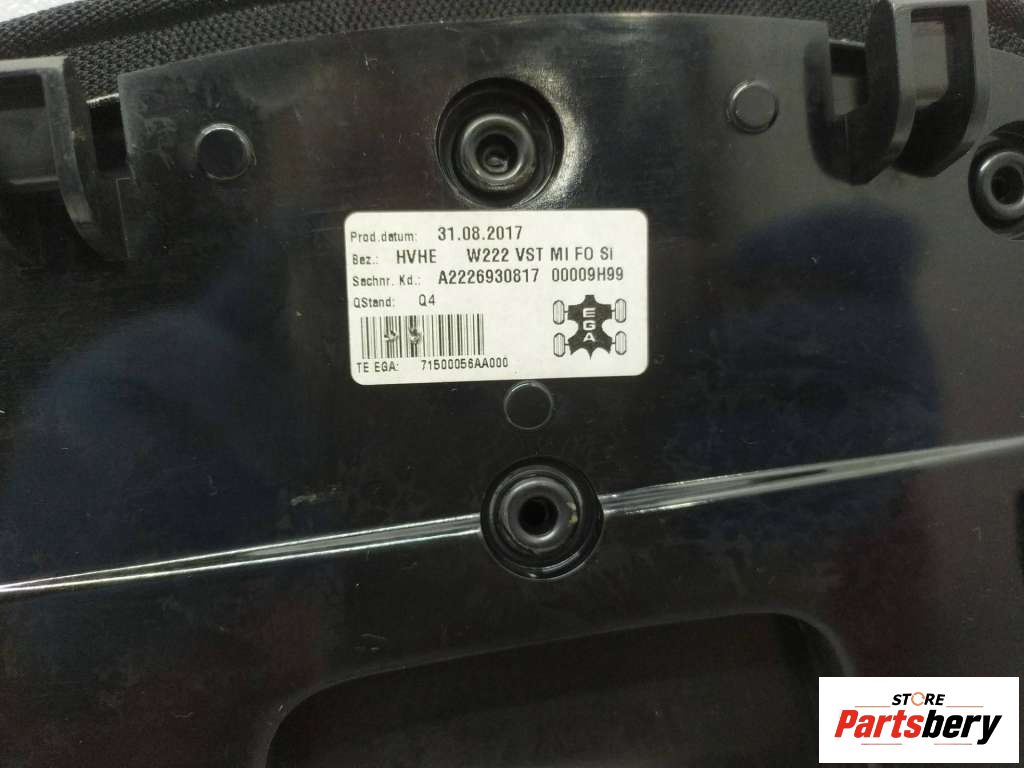 Prod.datum: 31.08.2017
Bez.: HVHE W222 VST MI FO Si
Sachnr. Kd.: A2226930817 00009H99
QStand: Q4
EGA
TE EGA: 71500056AA000
STORE
Partsbery